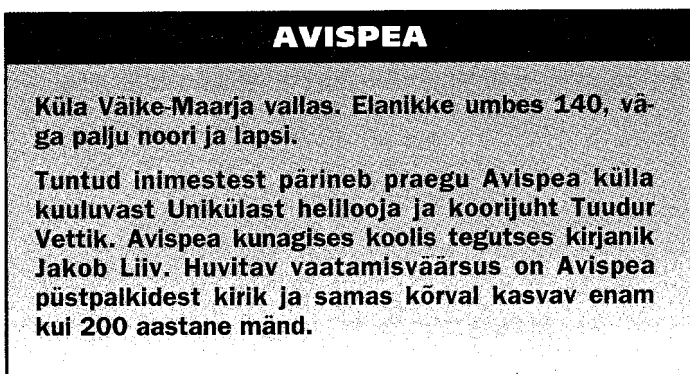 AVISPEA
Küla Väike-Maarja vallas. Elanikke umbes 140, vä-
ga palju noori ja lapsi.
Tuntud inimestest pärineb praegu Avispea külla
kuuluvast Unikülast helilooja ja koorijuht Tuudur
Vettik. Avispea kunagises koolis tegutses kirjanik
Jakob Liiv. Huvitav vaatamisväärsus on Avispea
püstpalkidest kirik ja samas kõrval kasvav enam
kui 200 aastane mänd.